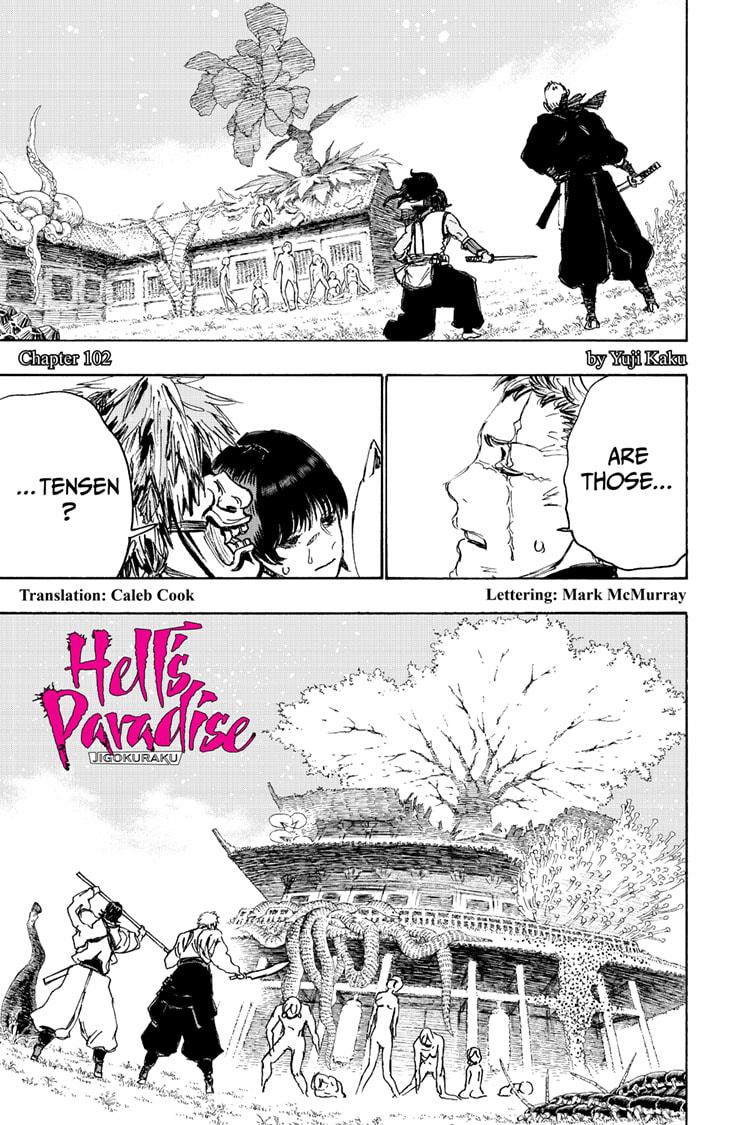 Chapter 102
by Yuji Kaku
ARE
THOSE...
...TENSEN
?
Translation: Caleb Cook
Lettering: Mark McMurray
Hell's
Paradise
JIGOKURAKU